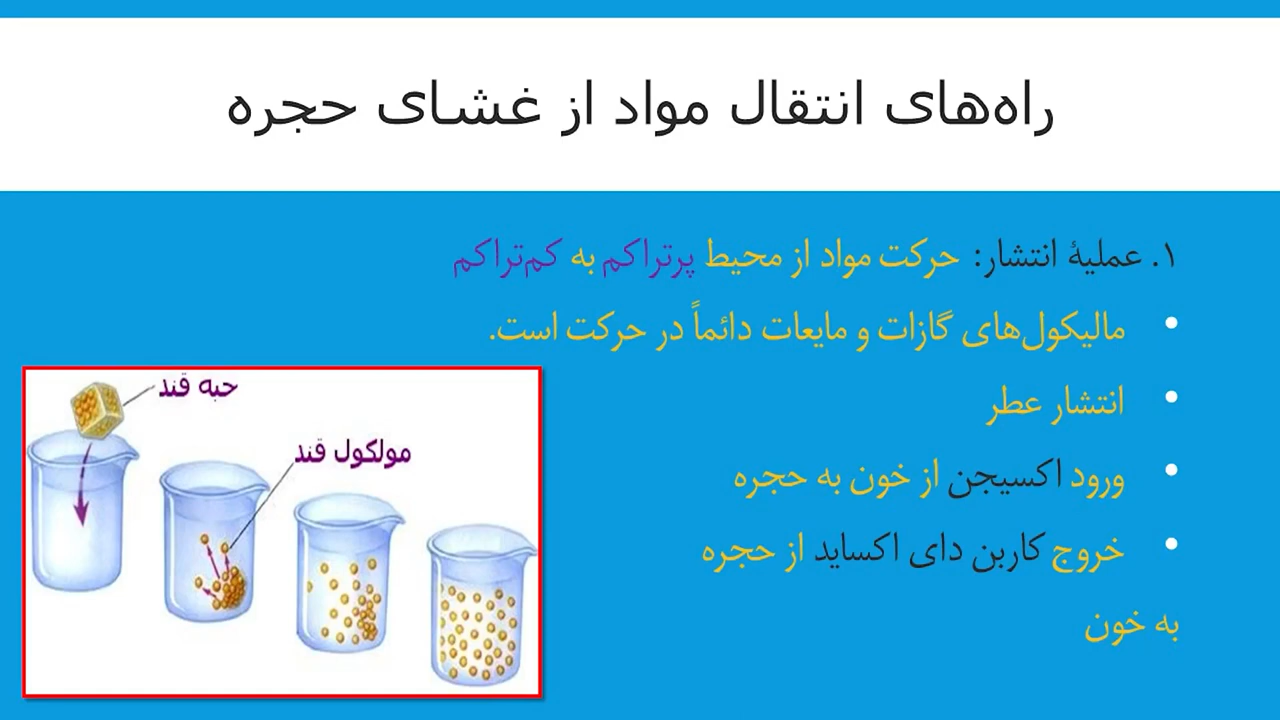 راه‌های انتقال مواد از غشای حجره
۱. عملیهٔ انتشار: حرکت مواد از محیط پرتراکم به کم‌تراکم
• مالیکول‌های گازات و مایعات دائماً در حرکت است.
• انتشار عطر
• ورود اکسیجن از خون به حجره
• خروج کاربن دای اکساید از حجره
به خون
حبه قند
مولکول قند